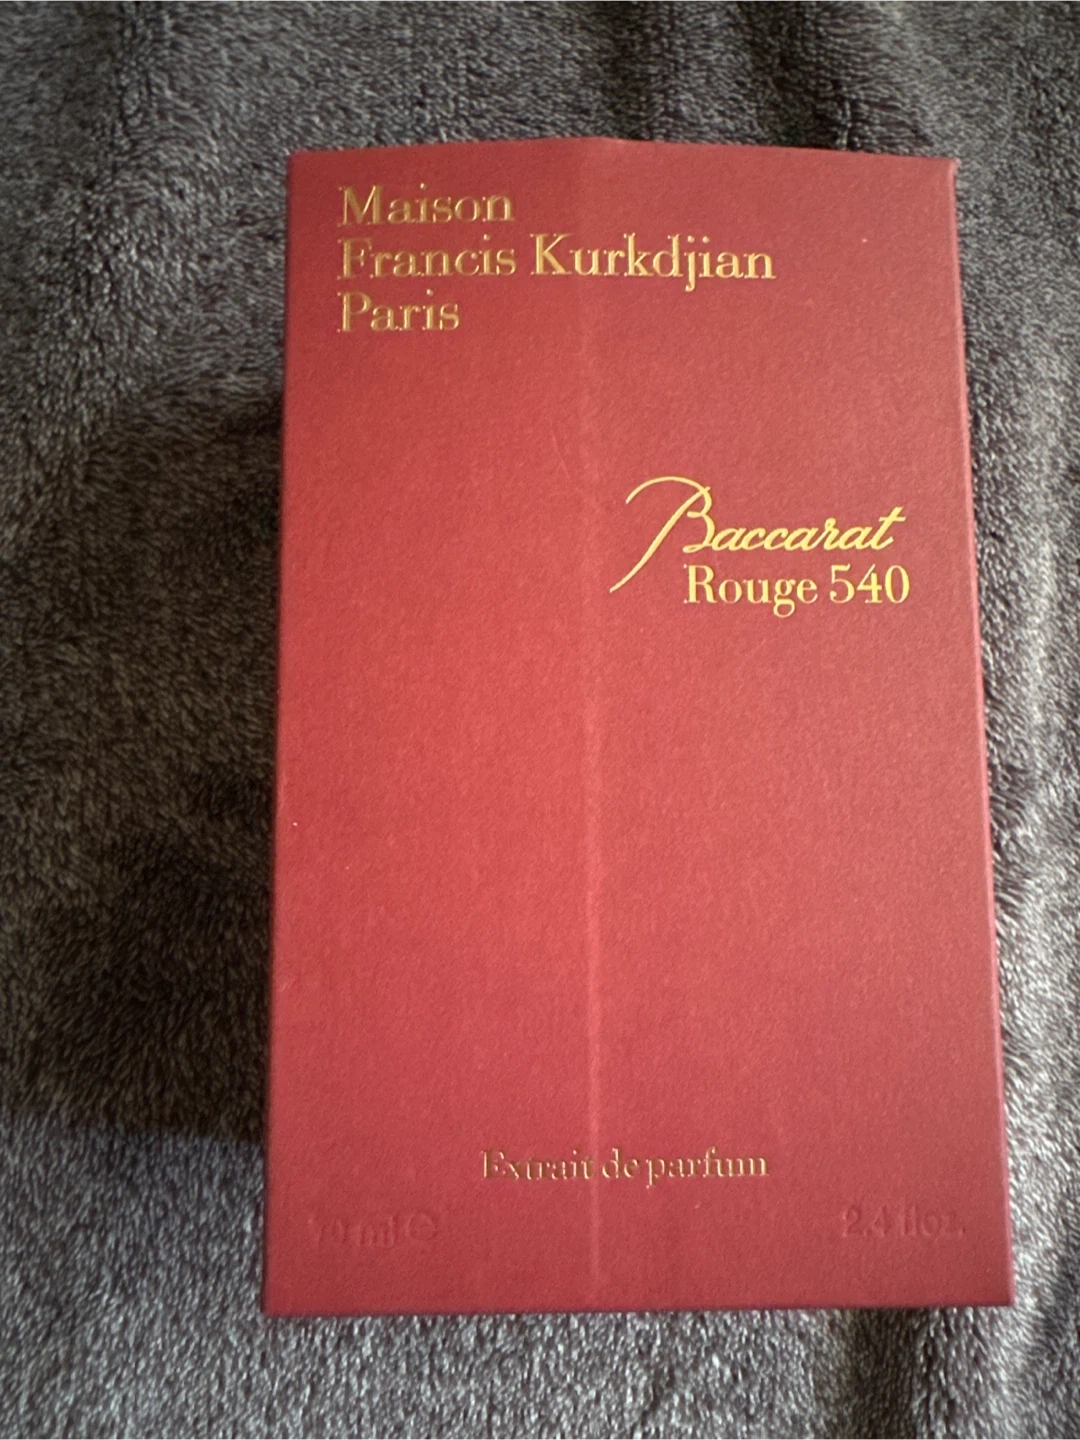 Maison
Francis Kurkdjian
Paris
Baccarat
Rouge 540
Extrait de parfum
70 ml ℮
2.4 fl oz.